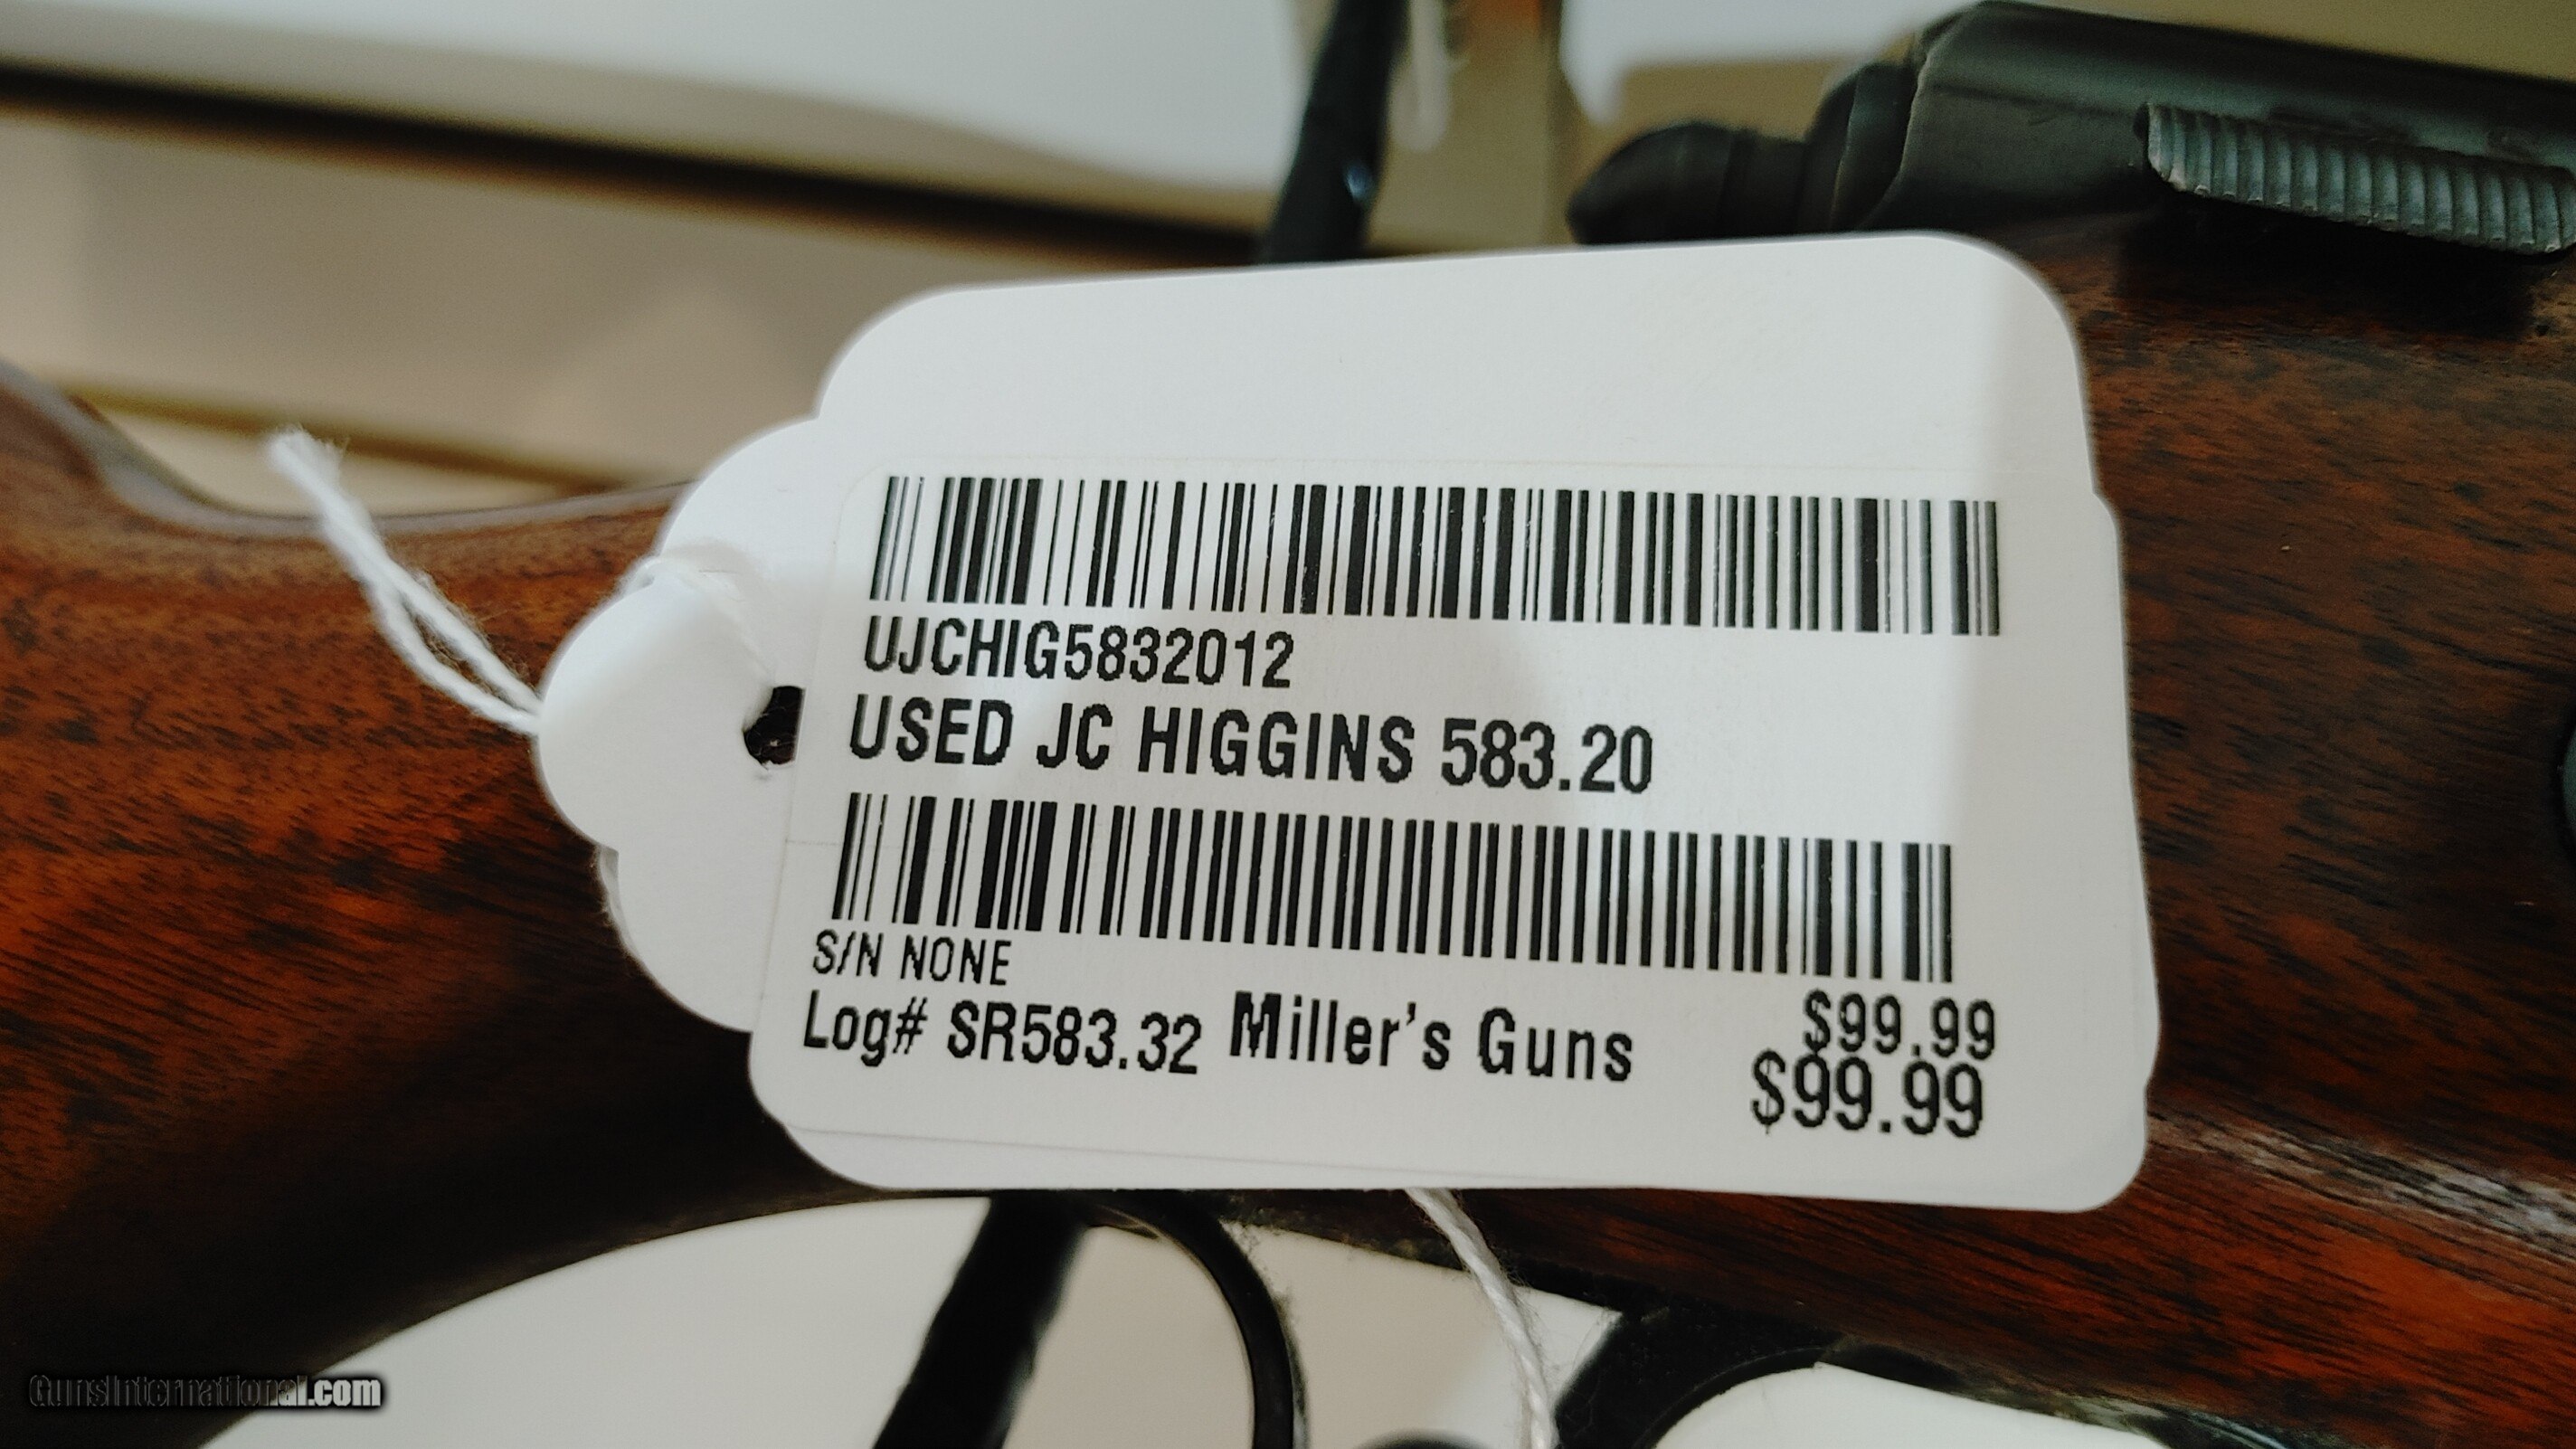 UJCHIG5832012
USED JC HIGGINS 583.20
S/N NONE
Log# SR583.32 Miller's Guns $99.99
$99.99
GunsInternational.com